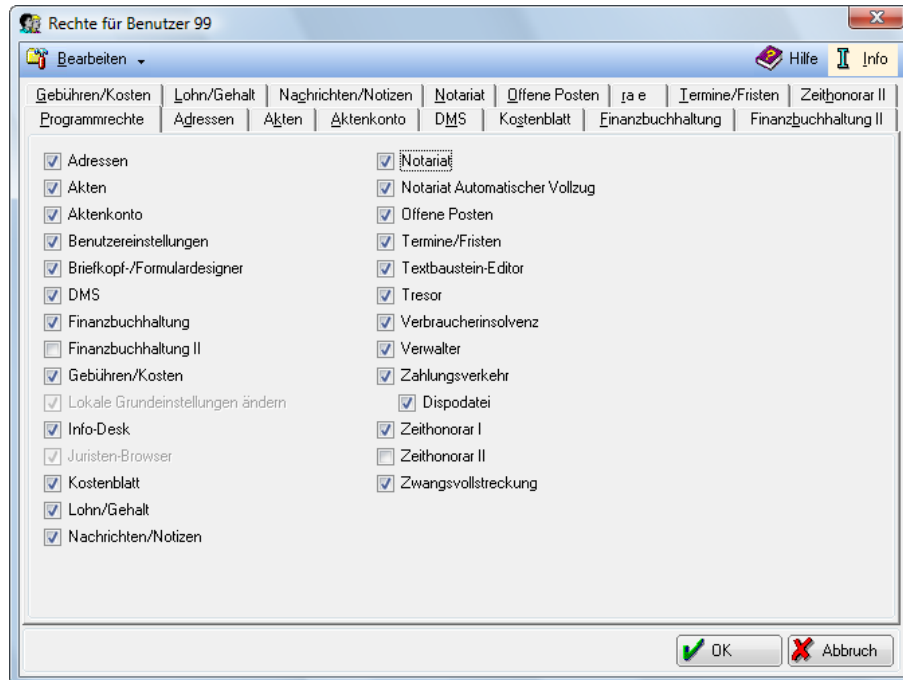 Rechte für Benutzer 99
Bearbeiten Hilfe Info
Gebühren/Kosten Lohn/Gehalt Nachrichten/Notizen Notariat Offene Posten ra e Termine/Fristen Zeithonorar II
Programmrechte Adressen Akten Aktenkonto DMS Kostenblatt Finanzbuchhaltung Finanzbuchhaltung II
Adressen
Akten
Aktenkonto
Benutzereinstellungen
Briefkopf-/Formulardesigner
DMS
Finanzbuchhaltung
Finanzbuchhaltung II
Gebühren/Kosten
Lokale Grundeinstellungen ändern
Info-Desk
Juristen-Browser
Kostenblatt
Lohn/Gehalt
Nachrichten/Notizen
Notariat
Notariat Automatischer Vollzug
Offene Posten
Termine/Fristen
Textbaustein-Editor
Tresor
Verbraucherinsolvenz
Verwalter
Zahlungsverkehr
Dispodatei
Zeithonorar I
Zeithonorar II
Zwangsvollstreckung
OK Abbruch